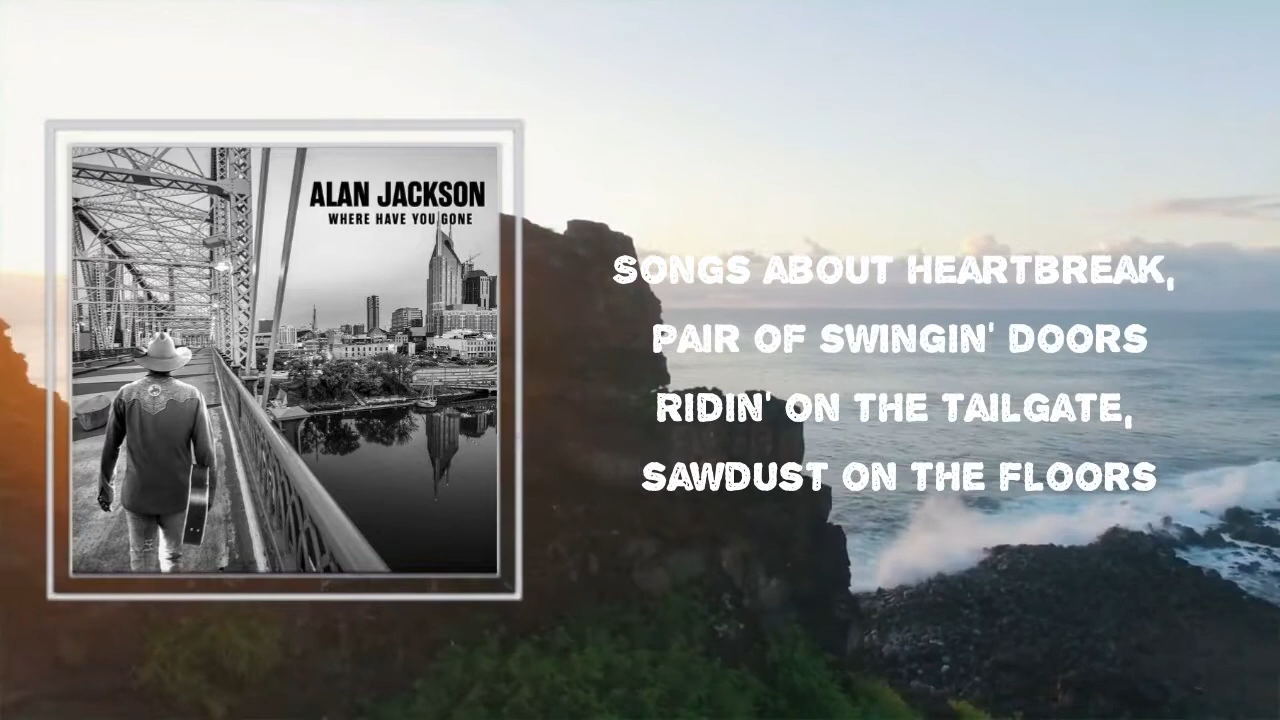 ALAN JACKSON
WHERE HAVE YOU GONE
SONGS ABOUT HEARTBREAK,
PAIR OF SWINGIN' DOORS
RIDIN' ON THE TAILGATE,
SAWDUST ON THE FLOORS